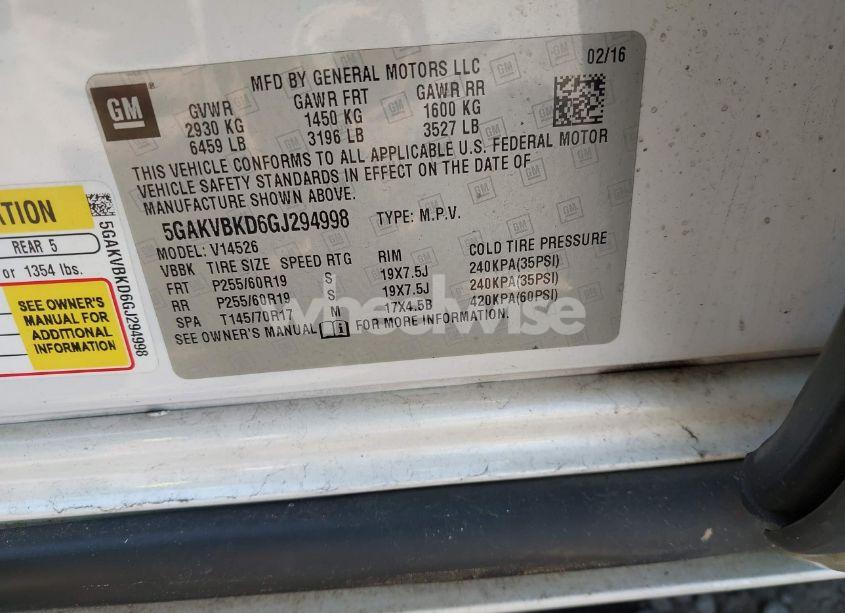 MFD BY GENERAL MOTORS LLC 02/16
GM
GVWR GAWR FRT GAWR RR
2930 KG 1450 KG 1600 KG
6459 LB 3196 LB 3527 LB
THIS VEHICLE CONFORMS TO ALL APPLICABLE U.S. FEDERAL MOTOR
VEHICLE SAFETY STANDARDS IN EFFECT ON THE DATE OF
MANUFACTURE SHOWN ABOVE.
5GAKVBKD6GJ294998 TYPE: M.P.V.
MODEL: V14526
VBBK TIRE SIZE SPEED RTG RIM COLD TIRE PRESSURE
FRT P255/60R19 S 19X7.5J 240KPA(35PSI)
RR P255/60R19 S 19X7.5J 240KPA(35PSI)
SPA T145/70R17 M 17X4.5B 420KPA(60PSI)
SEE OWNER'S MANUAL FOR MORE INFORMATION.
wheelwise
REAR 5
or 1354 lbs.
SEE OWNER'S
MANUAL FOR
ADDITIONAL
INFORMATION
5GAKVBKD6GJ294998